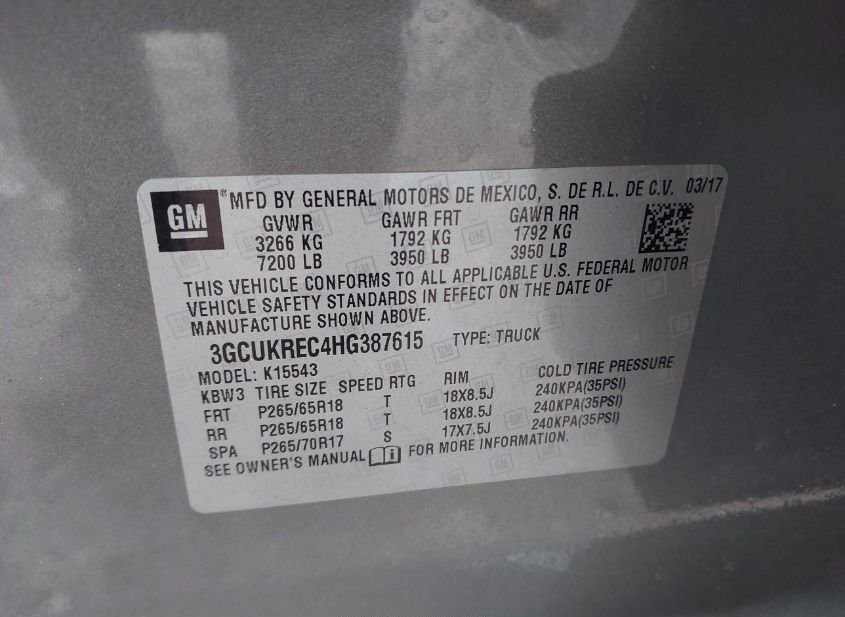 GM ® MFD BY GENERAL MOTORS DE MEXICO, S. DE R.L. DE C.V. 03/17
GVWR GAWR FRT GAWR RR
3266 KG 1792 KG 1792 KG
7200 LB 3950 LB 3950 LB
THIS VEHICLE CONFORMS TO ALL APPLICABLE U.S. FEDERAL MOTOR
VEHICLE SAFETY STANDARDS IN EFFECT ON THE DATE OF
MANUFACTURE SHOWN ABOVE.
3GCUKREC4HG387615 TYPE: TRUCK
MODEL: K15543
KBW3 TIRE SIZE SPEED RTG RIM COLD TIRE PRESSURE
FRT P265/65R18 T 18X8.5J 240KPA(35PSI)
RR P265/65R18 T 18X8.5J 240KPA(35PSI)
SPA P265/70R17 S 17X7.5J 240KPA(35PSI)
SEE OWNER'S MANUAL i FOR MORE INFORMATION.